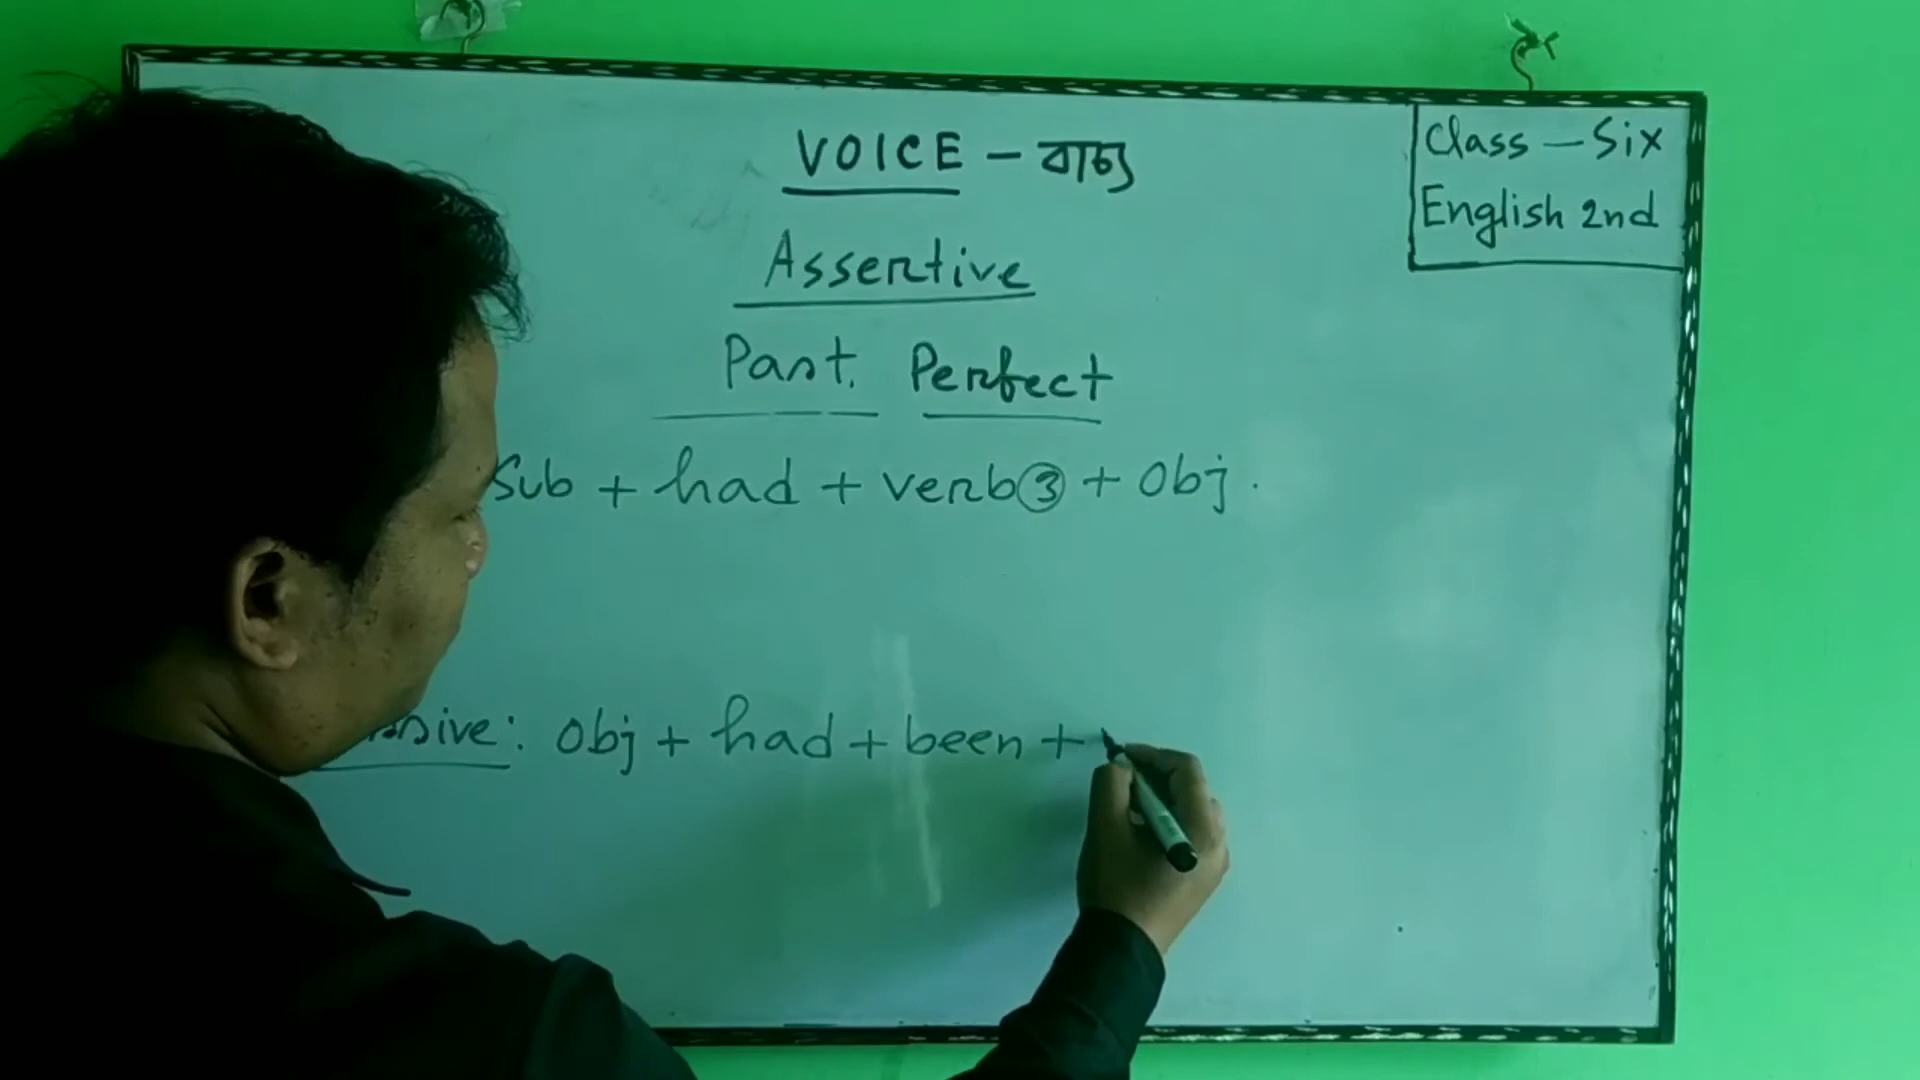 VOICE – বাচ্য
Class – Six
English 2nd
Assertive
Past. Perfect
Sub + had + verb③ + Obj.
Obj + had + been +